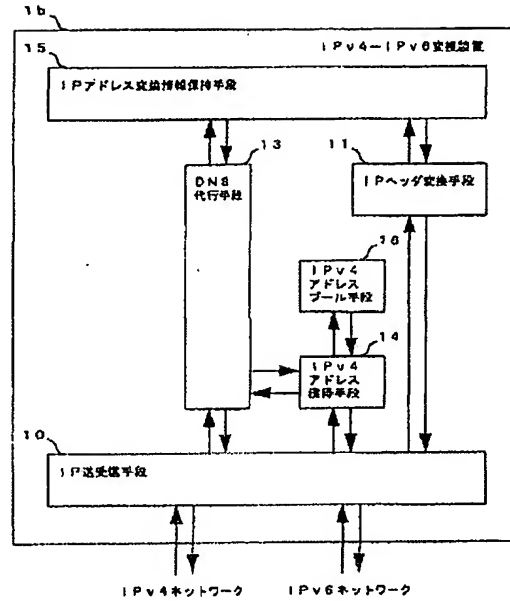 1b
IPv4-IPv6変換装置
15
IPアドレス変換情報保持手段
13
11
DNS
代行手段
IPヘッダ変換手段
16
IPv4
アドレス
プール手段
14
IPv4
アドレス
獲得手段
10
IP送受信手段
IPv4ネットワーク
IPv6ネットワーク